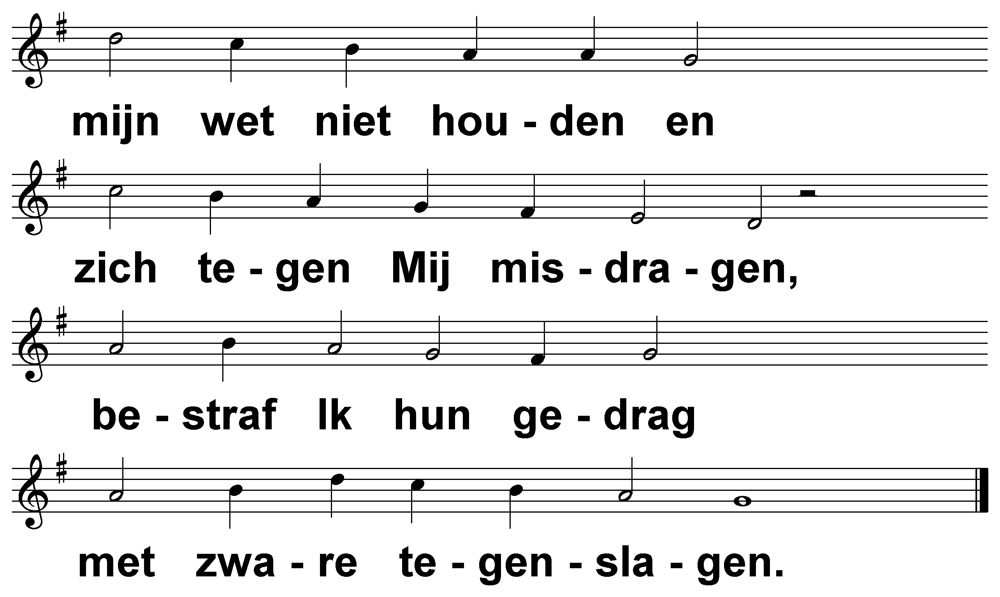 mijn wet niet hou - den en
zich te - gen Mij mis - dra - gen,
be - straf Ik hun ge - drag
met zwa - re te - gen - sla - gen.